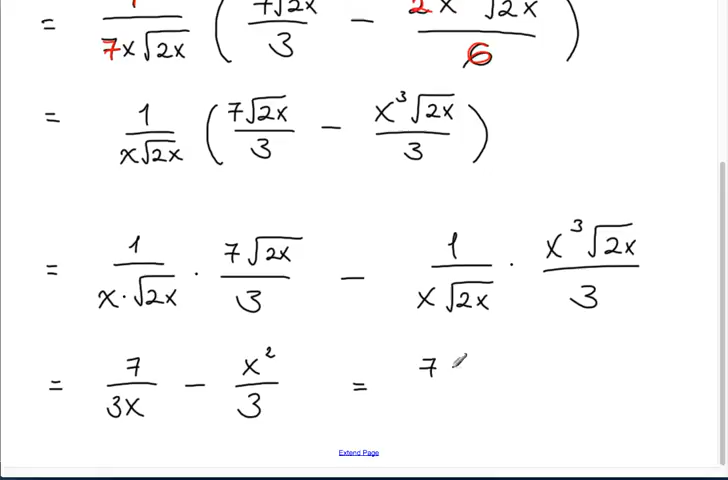 = 1/(7x√2x) ( 7√2x/3 − 2x √2x/6 )
= 1/(x√2x) ( 7√2x/3 − x³√2x/3 )
= 1/(x·√2x) · 7√2x/3 − 1/(x√2x) · x³√2x/3
= 7/3x − x²/3 = 7
Extend Page